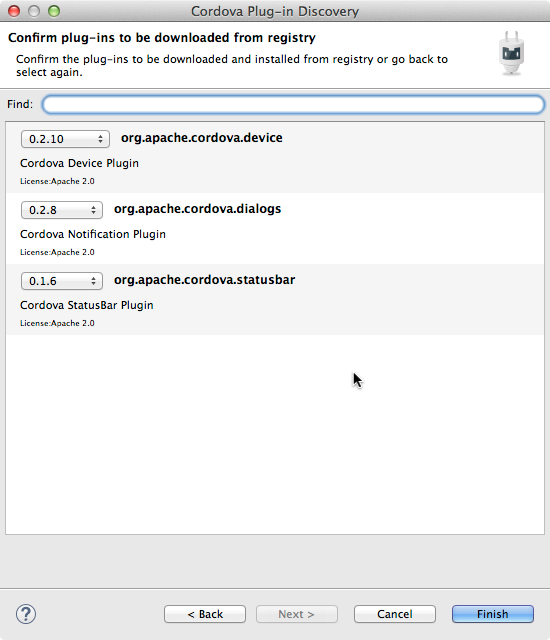 Cordova Plug-in Discovery
Confirm plug-ins to be downloaded from registry
Confirm the plug-ins to be downloaded and installed from registry or go back to
select again.
Find:
0.2.10 org.apache.cordova.device
Cordova Device Plugin
License:Apache 2.0
0.2.8 org.apache.cordova.dialogs
Cordova Notification Plugin
License:Apache 2.0
0.1.6 org.apache.cordova.statusbar
Cordova StatusBar Plugin
License:Apache 2.0
? < Back Next > Cancel Finish